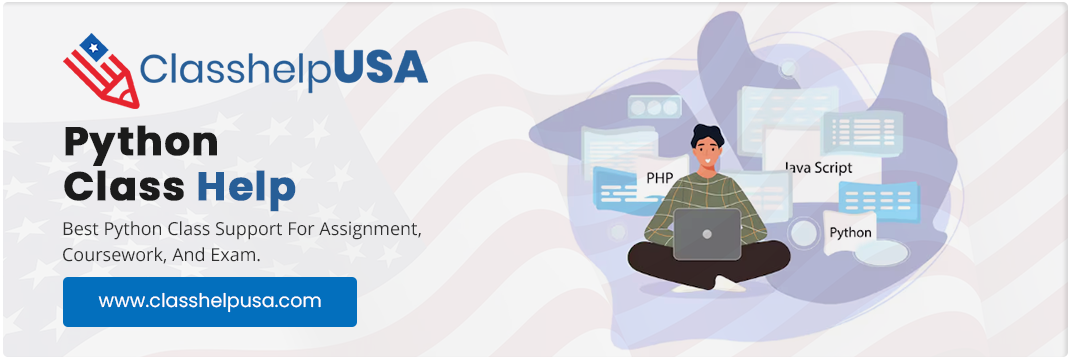 ClasshelpUSA
Python
Class Help
Best Python Class Support For Assignment,
Coursework, And Exam.
www.classhelpusa.com
PHP
Java Script
Python